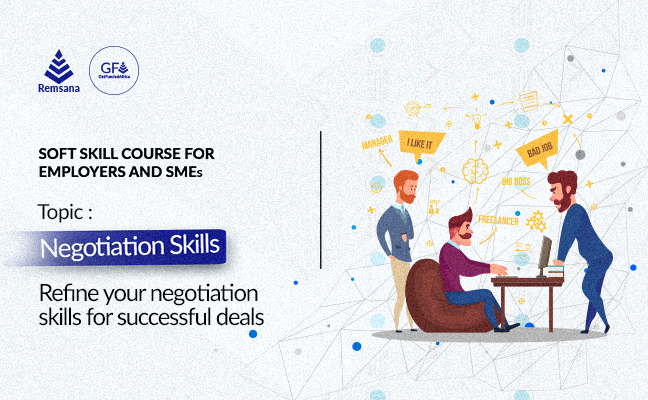 Remsana
GFA
GetFundedAfrica
SOFT SKILL COURSE FOR
EMPLOYERS AND SMEs
Topic :
Negotiation Skills
Refine your negotiation
skills for successful deals
MANAGER
I LIKE IT
BAD JOB
BIG BOSS
FREELANCER